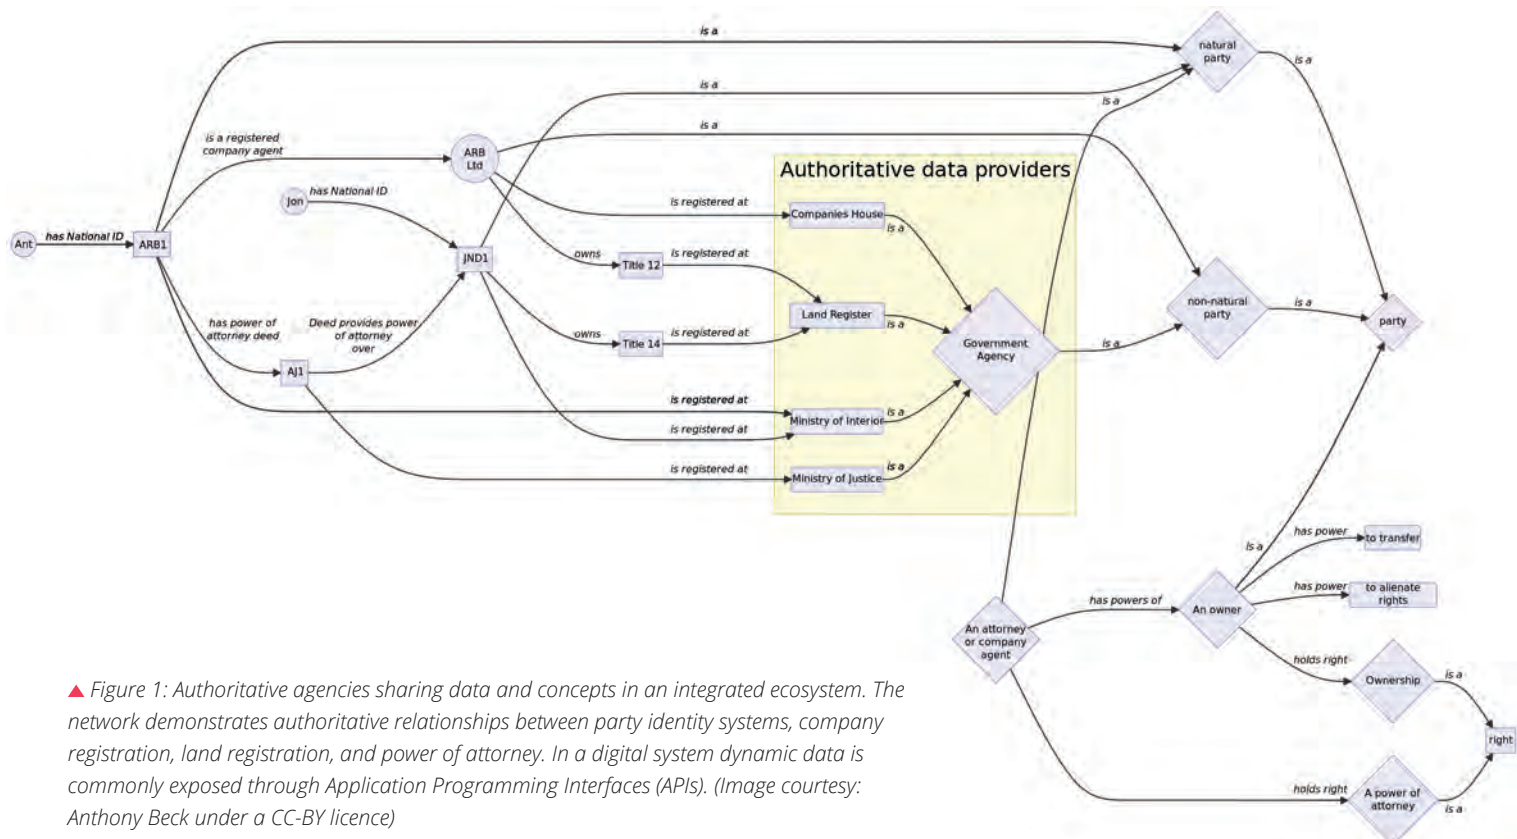 is a
natural
party
is a
is a
is a
is a
is a registered
company agent
ARB
Ltd
Authoritative data providers
Jon
has National ID
is registered at
Companies House
is a
Ant
has National ID
ARB1
JND1
owns
Title 12
is registered at
non-natural
party
is a
party
Land Register
is a
has power of
attorney deed
Deed provides power
of attorney
over
owns
Title 14
is registered at
Government
Agency
is a
AJ1
is registered at
Ministry of Interior
is a
is registered at
is registered at
Ministry of Justice
is a
has power
to transfer
is a
has power
to alienate
rights
has powers of
An owner
An attorney
or company
agent
holds right
Ownership
is a
right
holds right
A power of
attorney
is a
▲ Figure 1: Authoritative agencies sharing data and concepts in an integrated ecosystem. The
network demonstrates authoritative relationships between party identity systems, company
registration, land registration, and power of attorney. In a digital system dynamic data is
commonly exposed through Application Programming Interfaces (APIs). (Image courtesy:
Anthony Beck under a CC-BY licence)